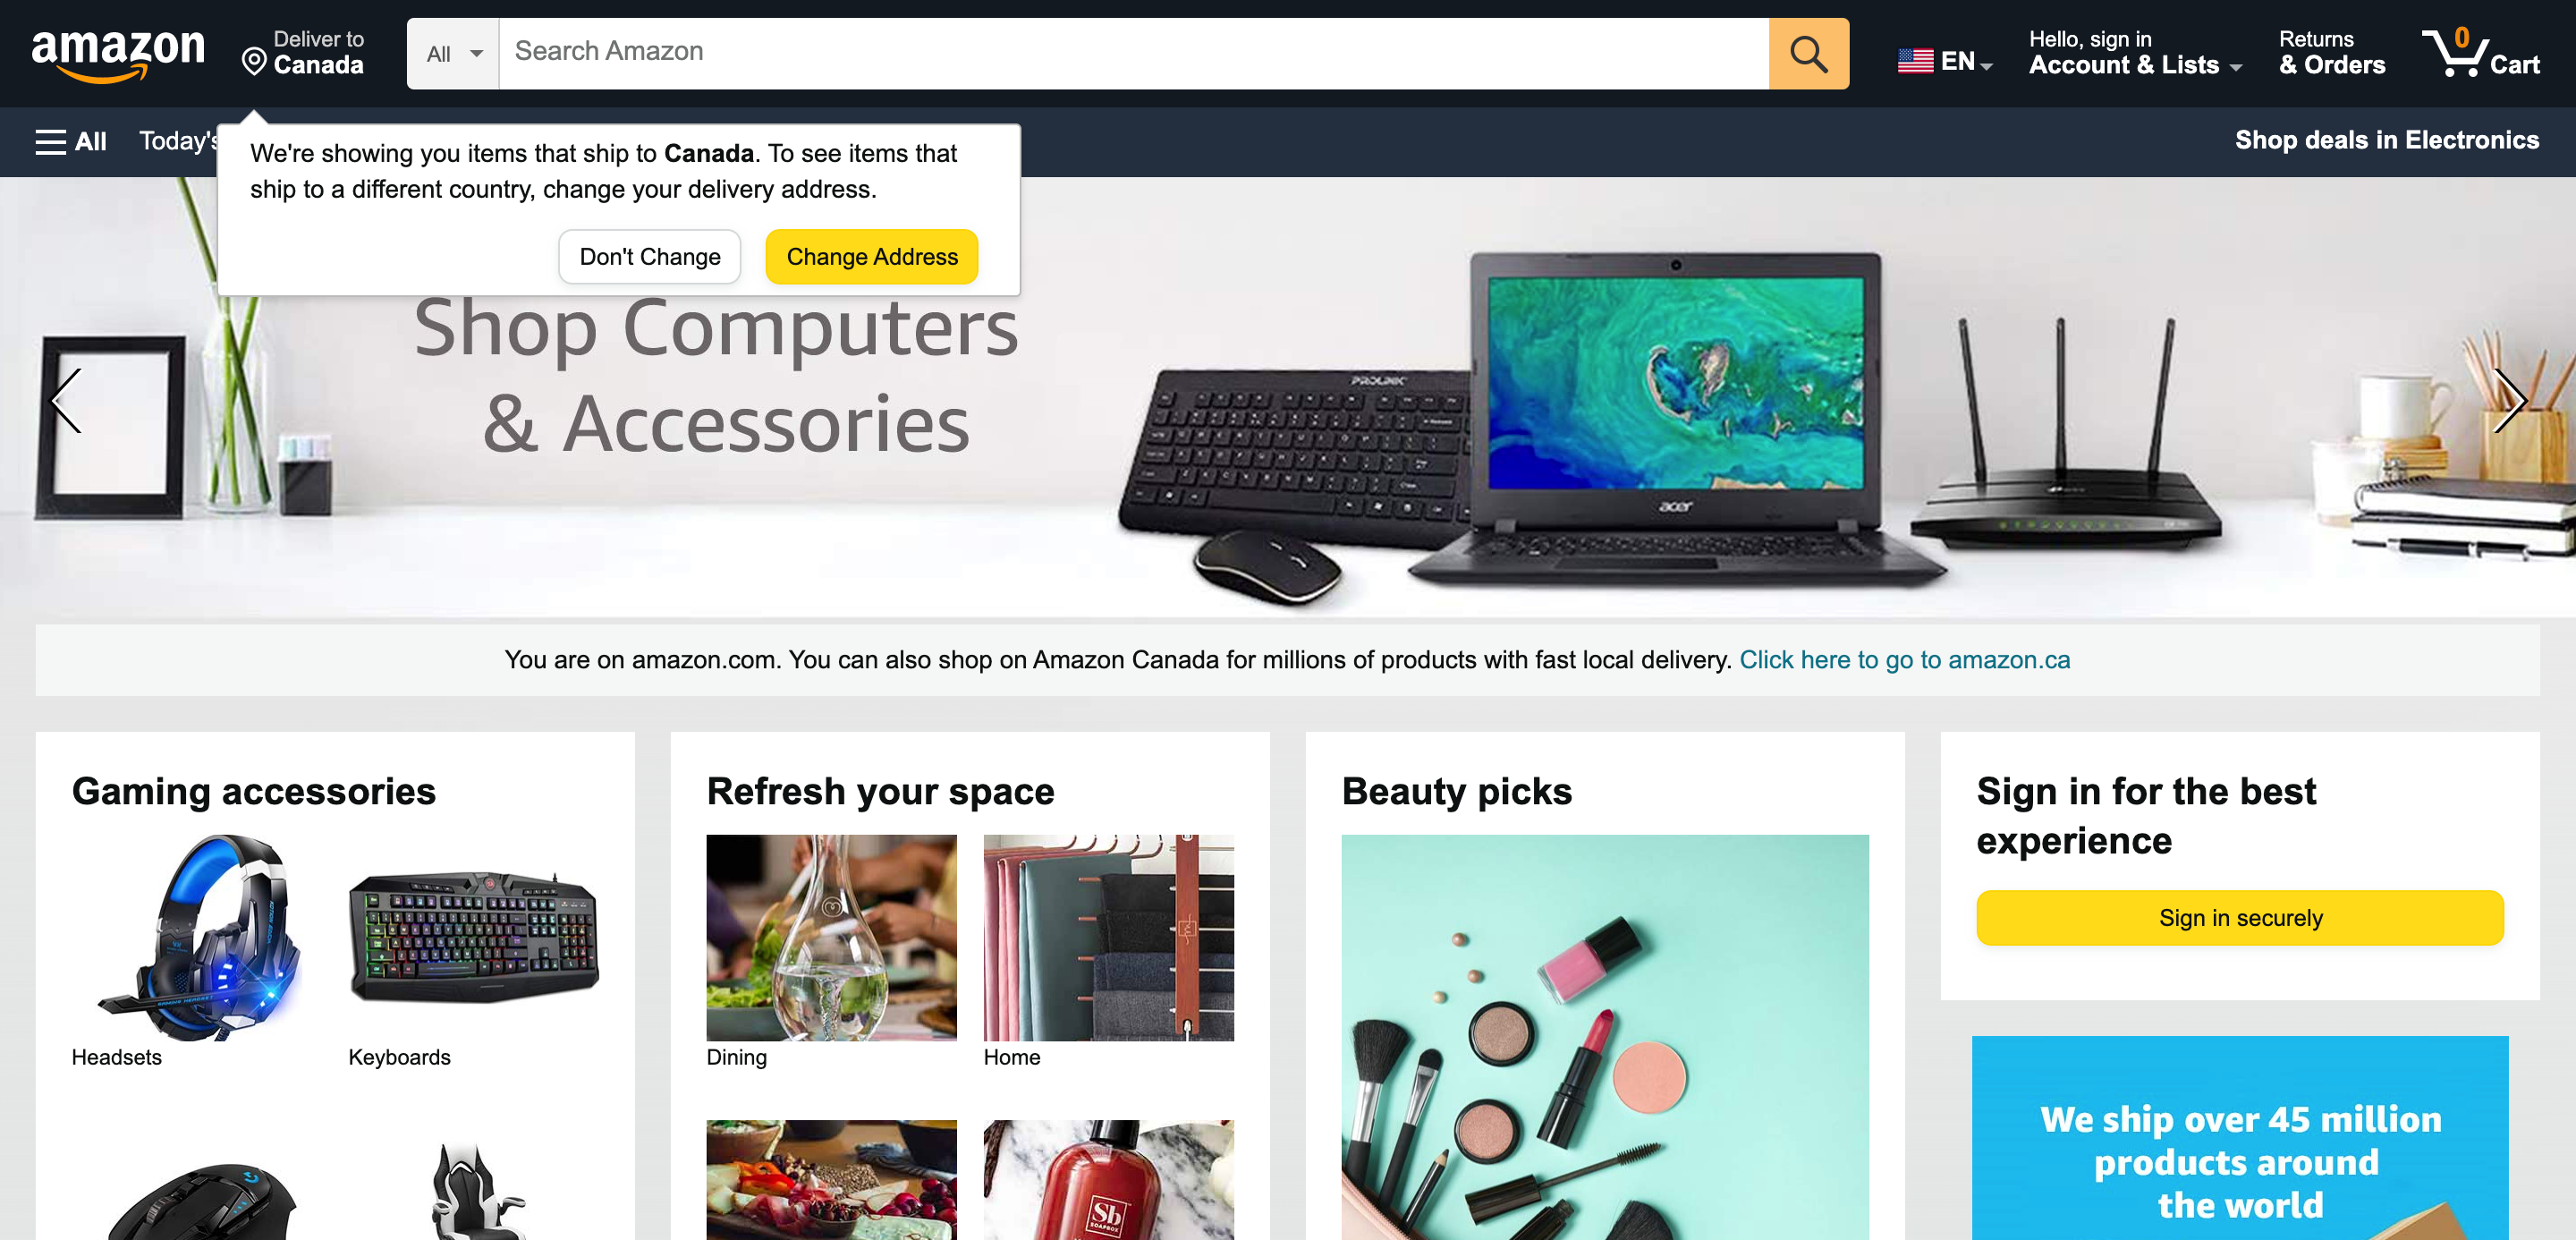 amazon
Deliver to
Canada
All
Search Amazon
EN
Hello, sign in
Account & Lists
Returns
& Orders
0
Cart
All
Today's
Shop deals in Electronics
We're showing you items that ship to Canada. To see items that
ship to a different country, change your delivery address.
Don't Change
Change Address
Shop Computers
& Accessories
PROLINK
acer
You are on amazon.com. You can also shop on Amazon Canada for millions of products with fast local delivery. Click here to go to amazon.ca
Gaming accessories
Headsets
Keyboards
Refresh your space
Dining
Home
Sb
SOAPBOX
Beauty picks
Sign in for the best
experience
Sign in securely
We ship over 45 million
products around
the world